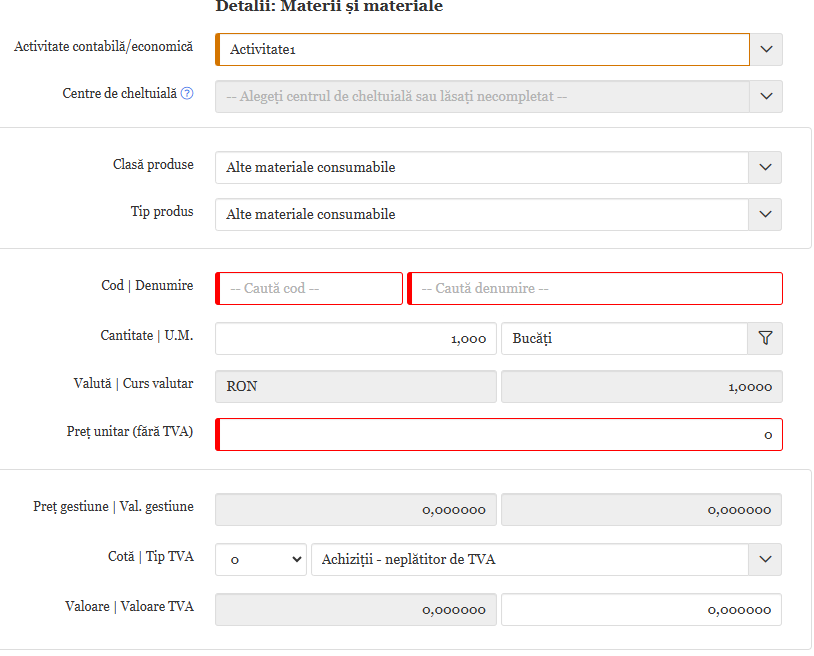 Detalii: Materii și materiale
Activitate contabilă/economică Activitate1
Centre de cheltuială ? -- Alegeți centrul de cheltuială sau lăsați necompletat --
Clasă produse Alte materiale consumabile
Tip produs Alte materiale consumabile
Cod | Denumire -- Caută cod -- -- Caută denumire --
Cantitate | U.M. 1,000 Bucăți
Valută | Curs valutar RON 1,0000
Preț unitar (fără TVA) 0
Preț gestiune | Val. gestiune 0,000000 0,000000
Cotă | Tip TVA 0 Achiziții - neplătitor de TVA
Valoare | Valoare TVA 0,000000 0,000000